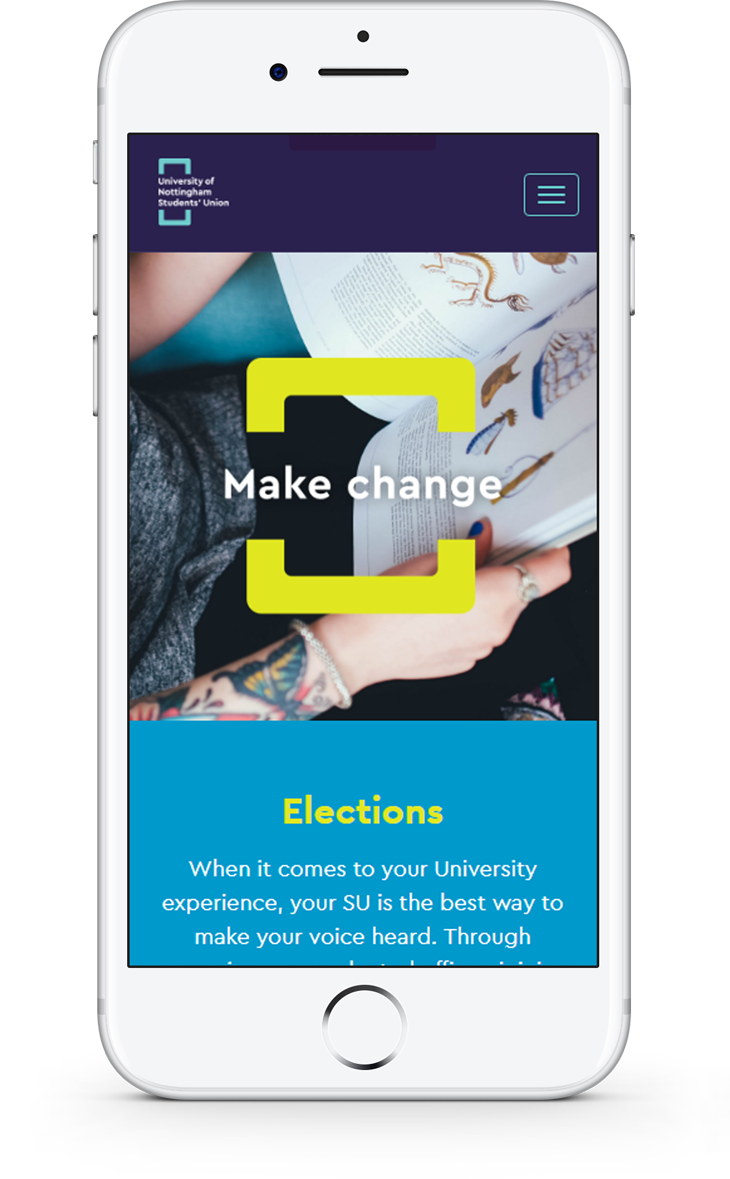 University of
Nottingham
Students' Union
Make change
Elections
When it comes to your University
experience, your SU is the best way to
make your voice heard. Through